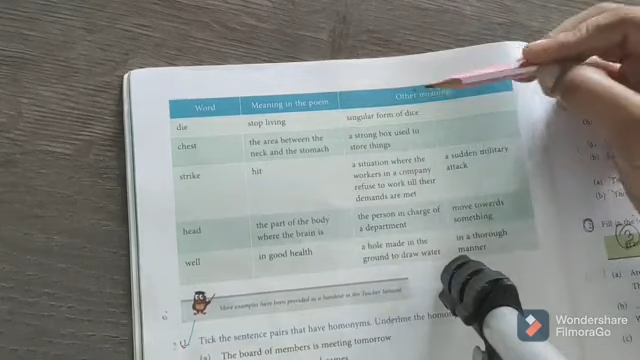 Word Meaning in the poem Other meaning
die stop living singular form of dice
chest the area between the neck and the stomach a strong box used to store things
strike hit a situation where the workers in a company refuse to work till their demands are met a sudden military attack
head the part of the body where the brain is the person in charge of a department move towards something
well in good health a hole made in the ground to draw water in a thorough manner
More examples have been provided as a handout in the Teacher
Tick the sentence pairs that have homonyms. Underline the
(a) The board of members is meeting tomorrow
Fill in the
(a)
(b)
(a)
(b)
(c)
Wondershare
FilmoraGo